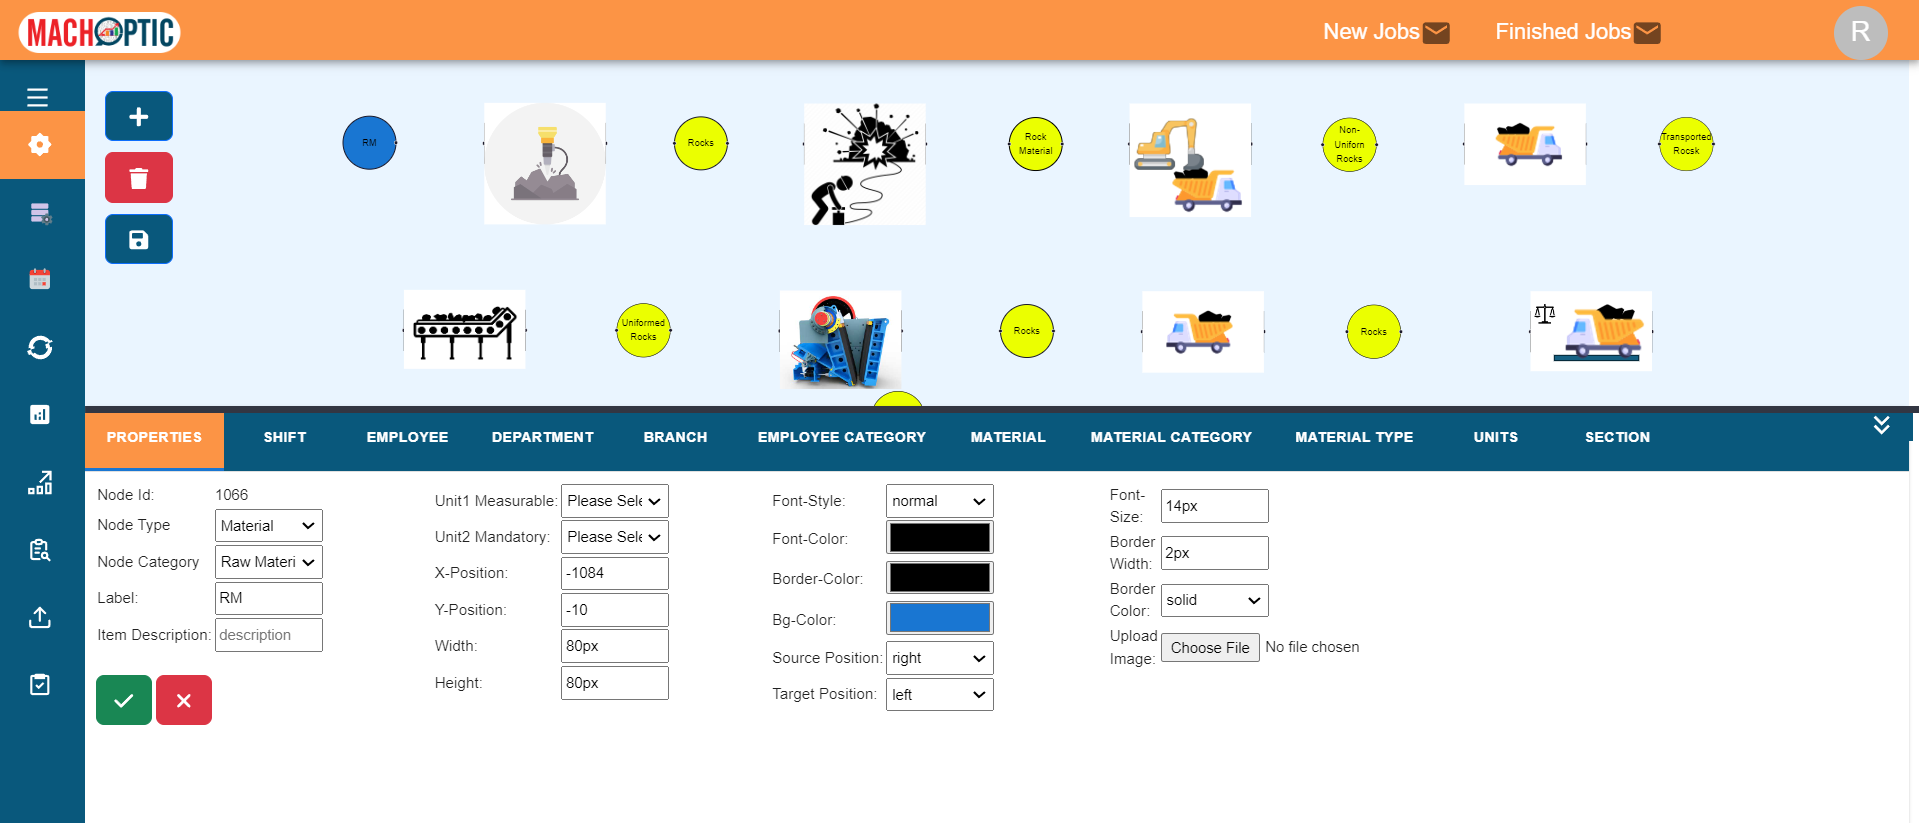 MACHOPTIC
New Jobs
Finished Jobs
R
RM
Rocks
Rock
Material
Non-
Uniforn
Rocks
Transported
Rocsk
Uniformed
Rocks
Rocks
Rocks
PROPERTIES
SHIFT
EMPLOYEE
DEPARTMENT
BRANCH
EMPLOYEE CATEGORY
MATERIAL
MATERIAL CATEGORY
MATERIAL TYPE
UNITS
SECTION
Node Id:
1066
Node Type
Material
Node Category
Raw Materi
Label:
RM
Item Description:
description
Unit1 Measurable:
Please Sele
Unit2 Mandatory:
Please Sele
X-Position:
-1084
Y-Position:
-10
Width:
80px
Height:
80px
Font-Style:
normal
Font-Color:
Border-Color:
Bg-Color:
Source Position:
right
Target Position:
left
Font-
Size:
14px
Border
Width:
2px
Border
Color:
solid
Upload
Image:
Choose File
No file chosen